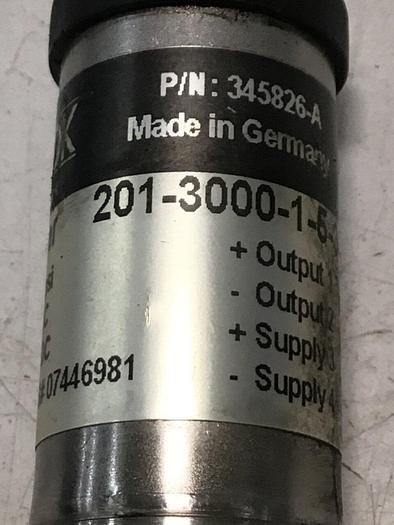 P/N: 345826-A
Made in Germany
201-3000-1-5-
+ Output 1
- Output 2
+ Supply 3
- Supply 4
07446981